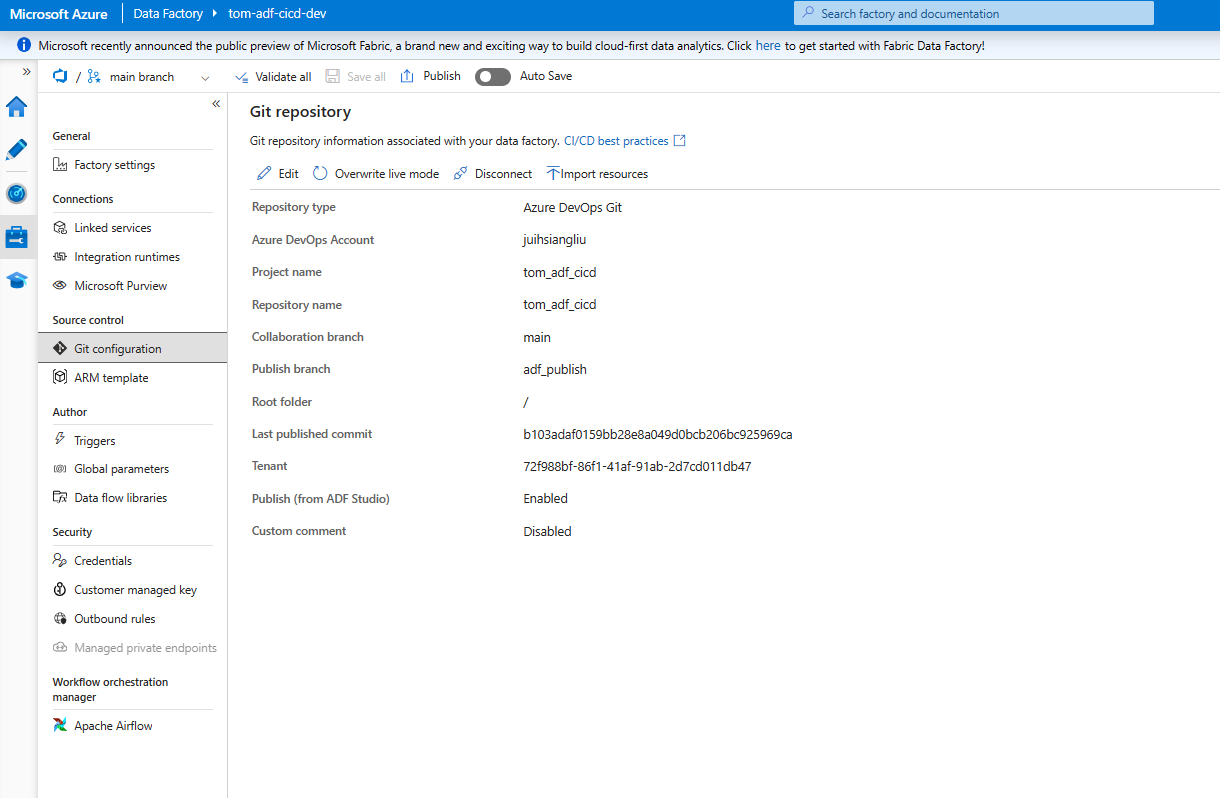 Microsoft Azure Data Factory tom-adf-cicd-dev Search factory and documentation
Microsoft recently announced the public preview of Microsoft Fabric, a brand new and exciting way to build cloud-first data analytics. Click here to get started with Fabric Data Factory!
» / main branch Validate all Save all Publish Auto Save
«
General
Factory settings
Connections
Linked services
Integration runtimes
Microsoft Purview
Source control
Git configuration
ARM template
Author
Triggers
Global parameters
Data flow libraries
Security
Credentials
Customer managed key
Outbound rules
Managed private endpoints
Workflow orchestration
manager
Apache Airflow
Git repository
Git repository information associated with your data factory. CI/CD best practices
Edit Overwrite live mode Disconnect Import resources
Repository type Azure DevOps Git
Azure DevOps Account juihsiangliu
Project name tom_adf_cicd
Repository name tom_adf_cicd
Collaboration branch main
Publish branch adf_publish
Root folder /
Last published commit b103adaf0159bb28e8a049d0bcb206bc925969ca
Tenant 72f988bf-86f1-41af-91ab-2d7cd011db47
Publish (from ADF Studio) Enabled
Custom comment Disabled